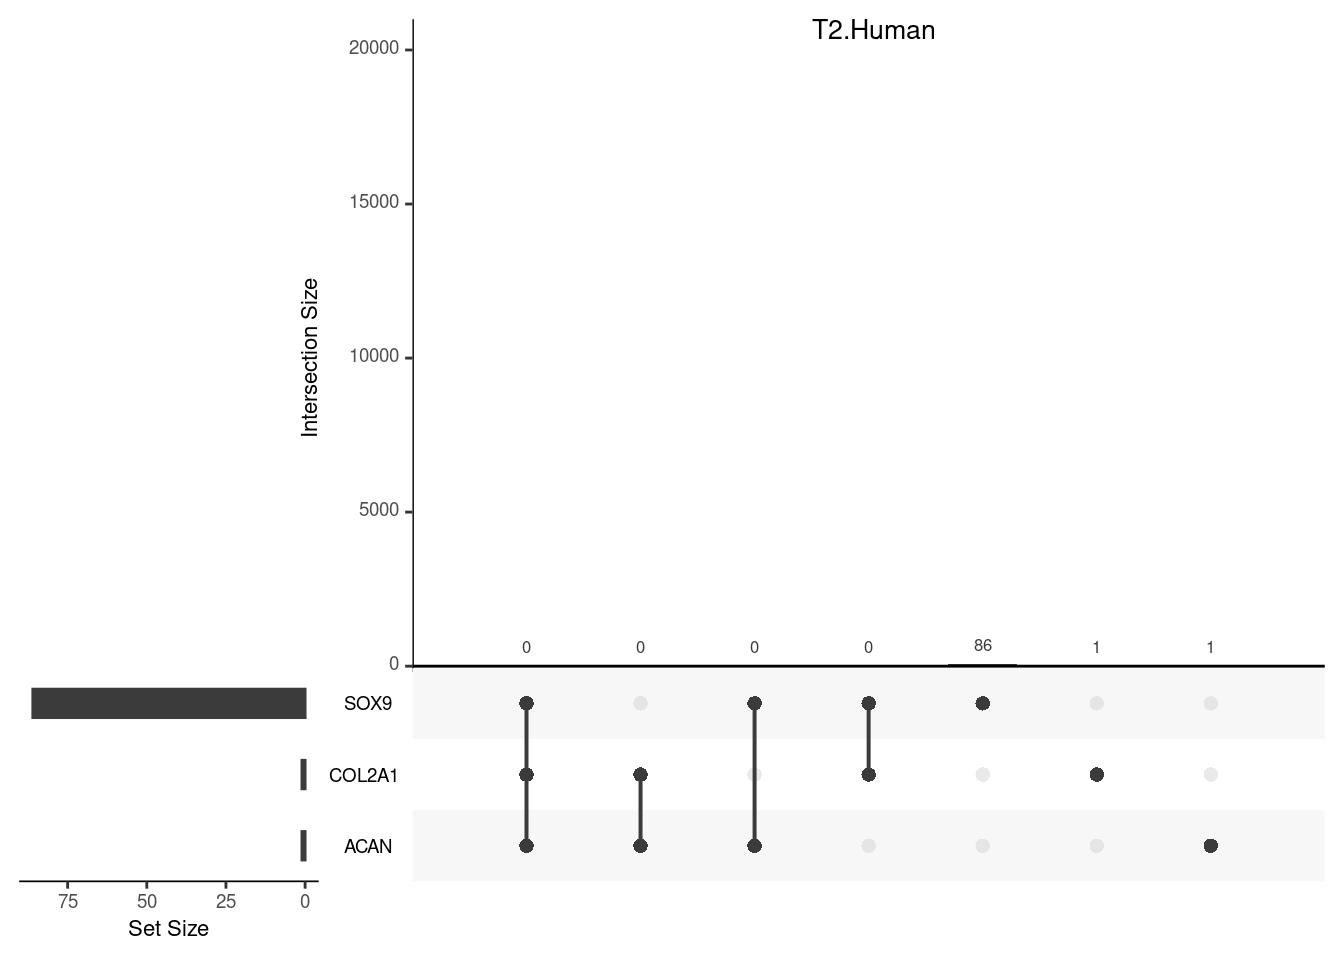 T2.Human
20000
15000
10000
5000
0
Intersection Size
0 0 0 0 86 1 1
SOX9
COL2A1
ACAN
75 50 25 0
Set Size